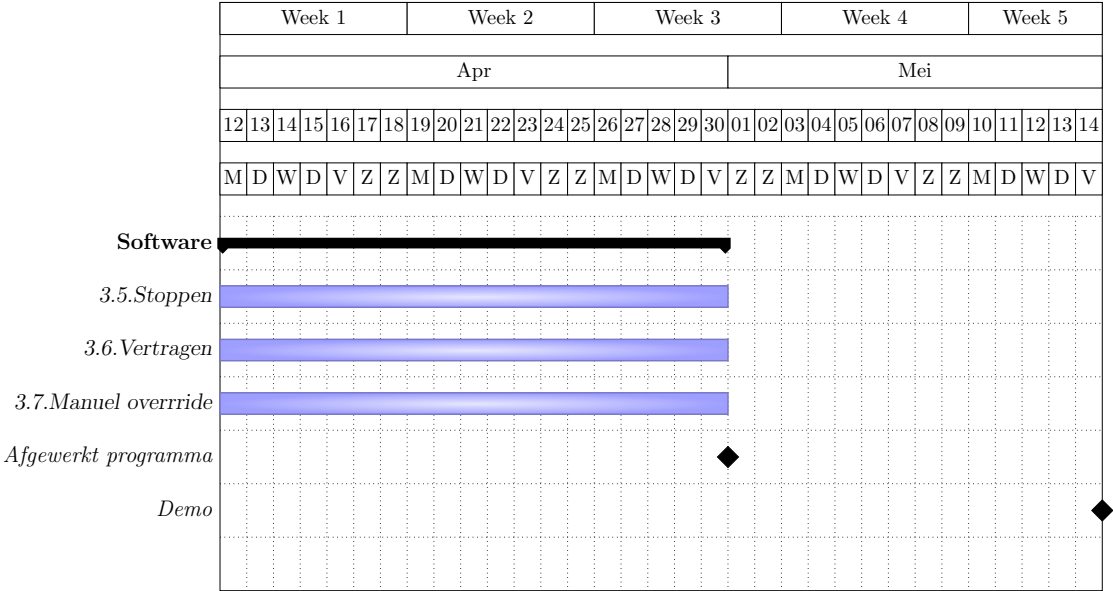 Week 1 Week 2 Week 3 Week 4 Week 5
Apr Mei
12 13 14 15 16 17 18 19 20 21 22 23 24 25 26 27 28 29 30 01 02 03 04 05 06 07 08 09 10 11 12 13 14
M D W D V Z Z M D W D V Z Z M D W D V Z Z M D W D V Z Z M D W D V
Software
3.5.Stoppen
3.6.Vertragen
3.7.Manuel overrride
Afgewerkt programma
Demo